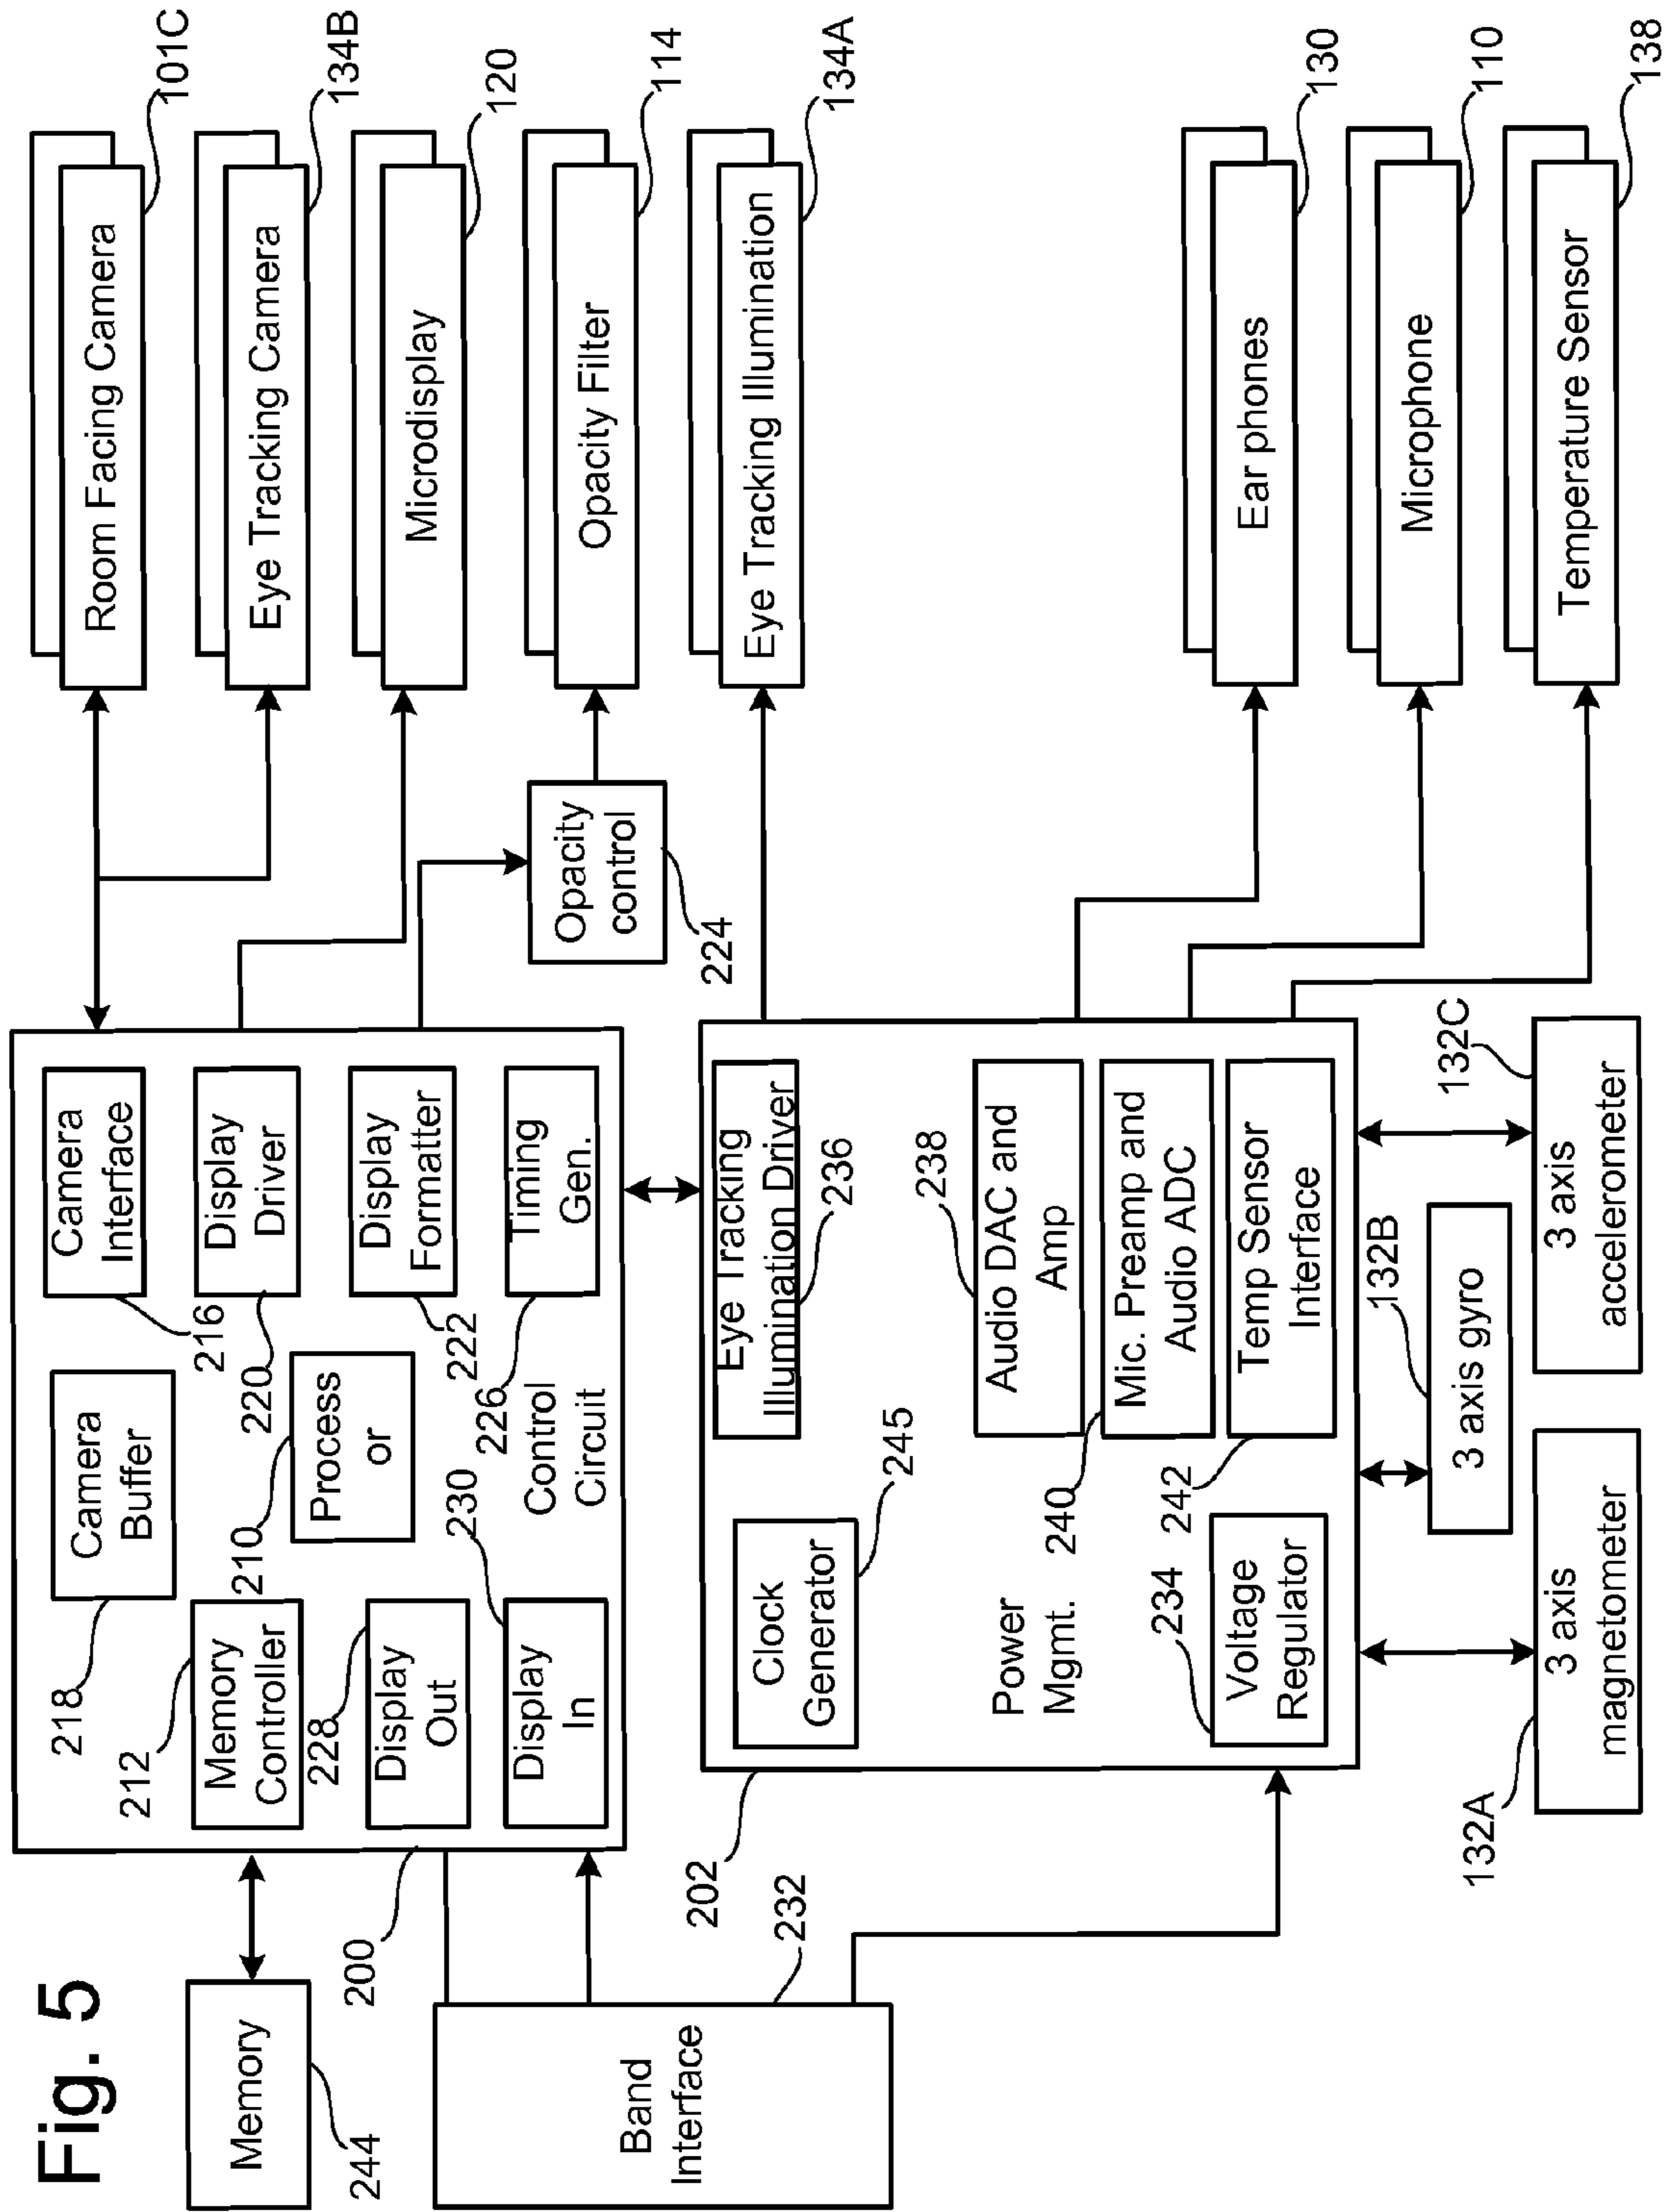 Fig. 5
Memory
244
Band
Interface
232
200
202
218
Camera
Buffer
212
Memory
Controller
228
Display
Out
230
Display
In
210
Process
or
216
Camera
Interface
220
Display
Driver
222
Display
Formatter
226
Timing
Gen.
Control
Circuit
Clock
Generator
245
Power
Mgmt.
234
Voltage
Regulator
Eye Tracking
Illumination Driver
236
238
Audio DAC and
Amp
240
Mic. Preamp and
Audio ADC
242
Temp Sensor
Interface
132A
3 axis
magnetometer
132B
3 axis gyro
132C
3 axis
accelerometer
Opacity
control
224
Room Facing Camera
101C
Eye Tracking Camera
134B
Microdisplay
120
Opacity Filter
114
Eye Tracking Illumination
134A
Ear phones
130
Microphone
110
Temperature Sensor
138